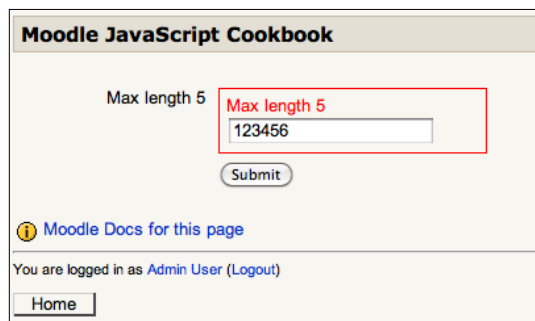 Moodle JavaScript Cookbook
Max length 5
Max length 5
123456
Submit
Moodle Docs for this page
You are logged in as Admin User (Logout)
Home